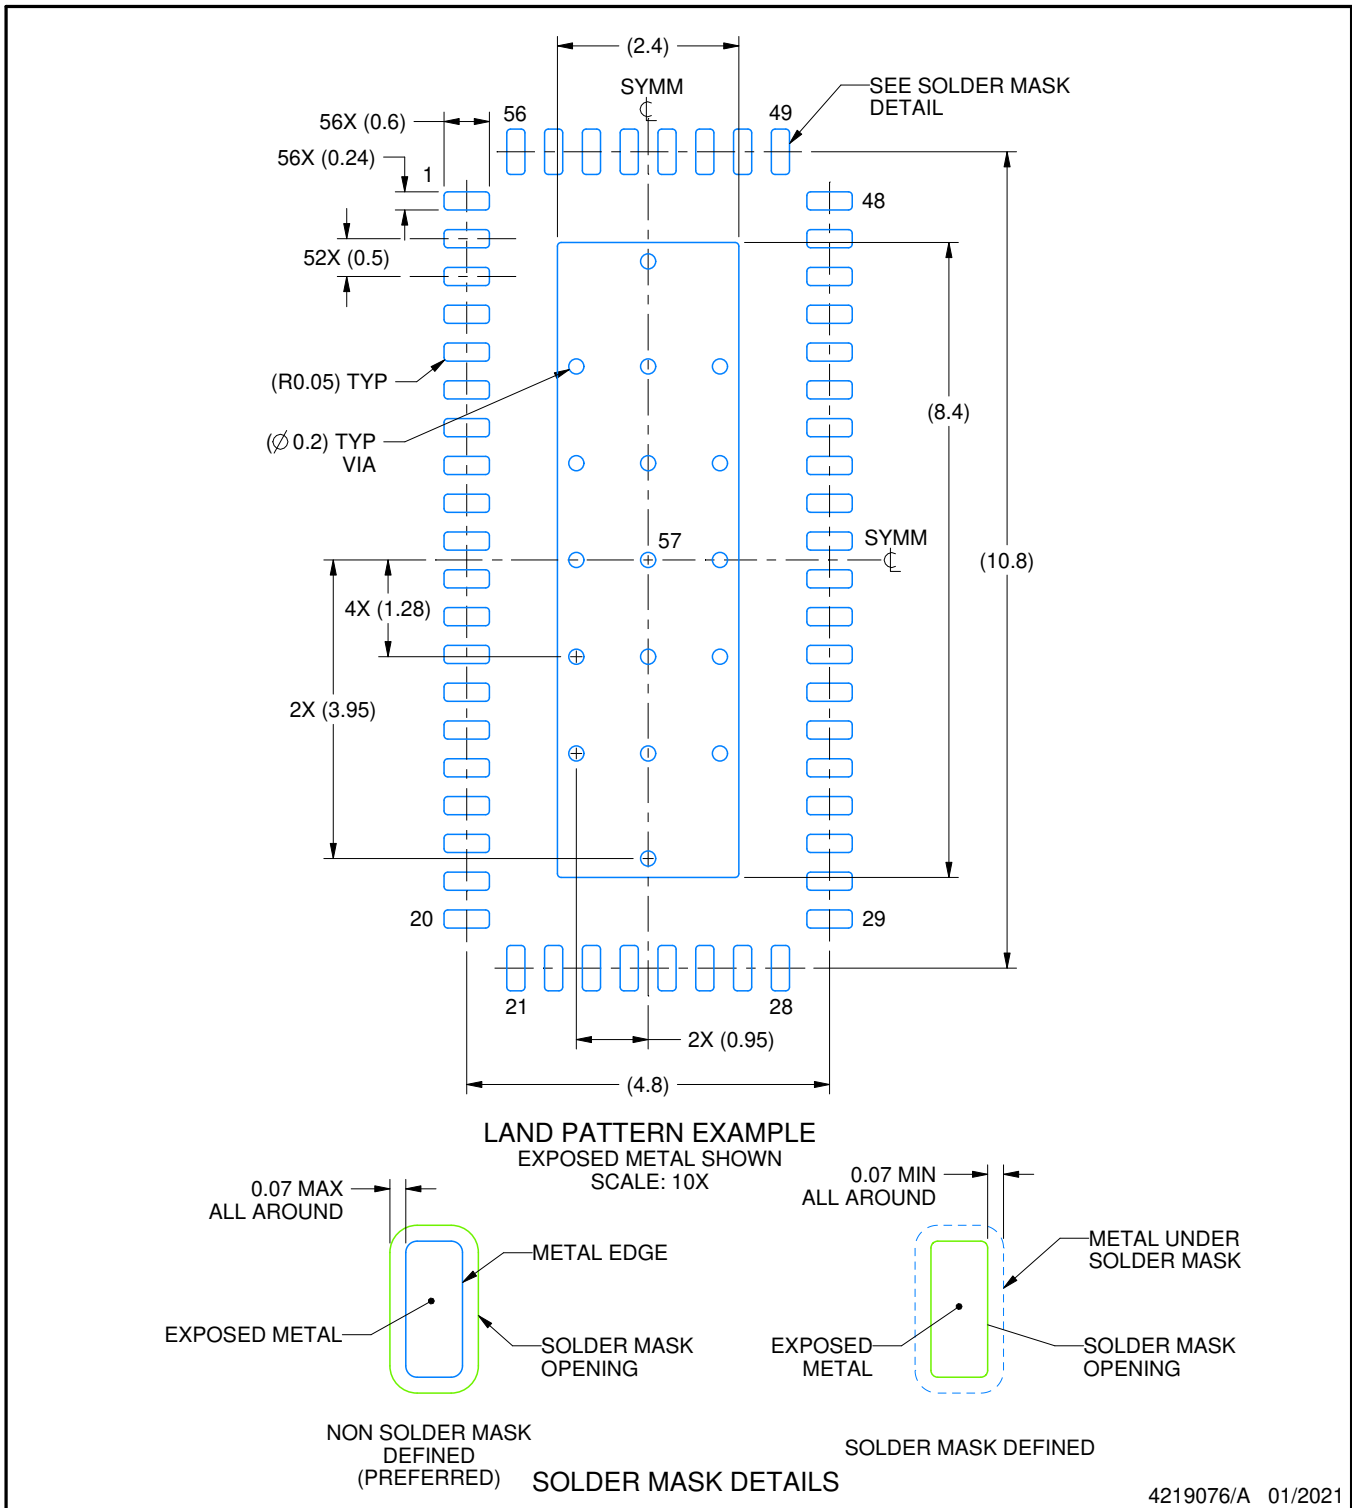 (2.4)
SYMM
SEE SOLDER MASK
DETAIL
56X (0.6)
56
49
56X (0.24)
1
48
52X (0.5)
(R0.05) TYP
(8.4)
(Ø0.2) TYP
VIA
57
SYMM
(10.8)
4X (1.28)
2X (3.95)
20
29
21
28
2X (0.95)
(4.8)
LAND PATTERN EXAMPLE
EXPOSED METAL SHOWN
SCALE: 10X
0.07 MAX
ALL AROUND
METAL EDGE
EXPOSED METAL
SOLDER MASK
OPENING
NON SOLDER MASK
DEFINED
(PREFERRED)
0.07 MIN
ALL AROUND
METAL UNDER
SOLDER MASK
EXPOSED
METAL
SOLDER MASK
OPENING
SOLDER MASK DEFINED
SOLDER MASK DETAILS
4219076/A 01/2021